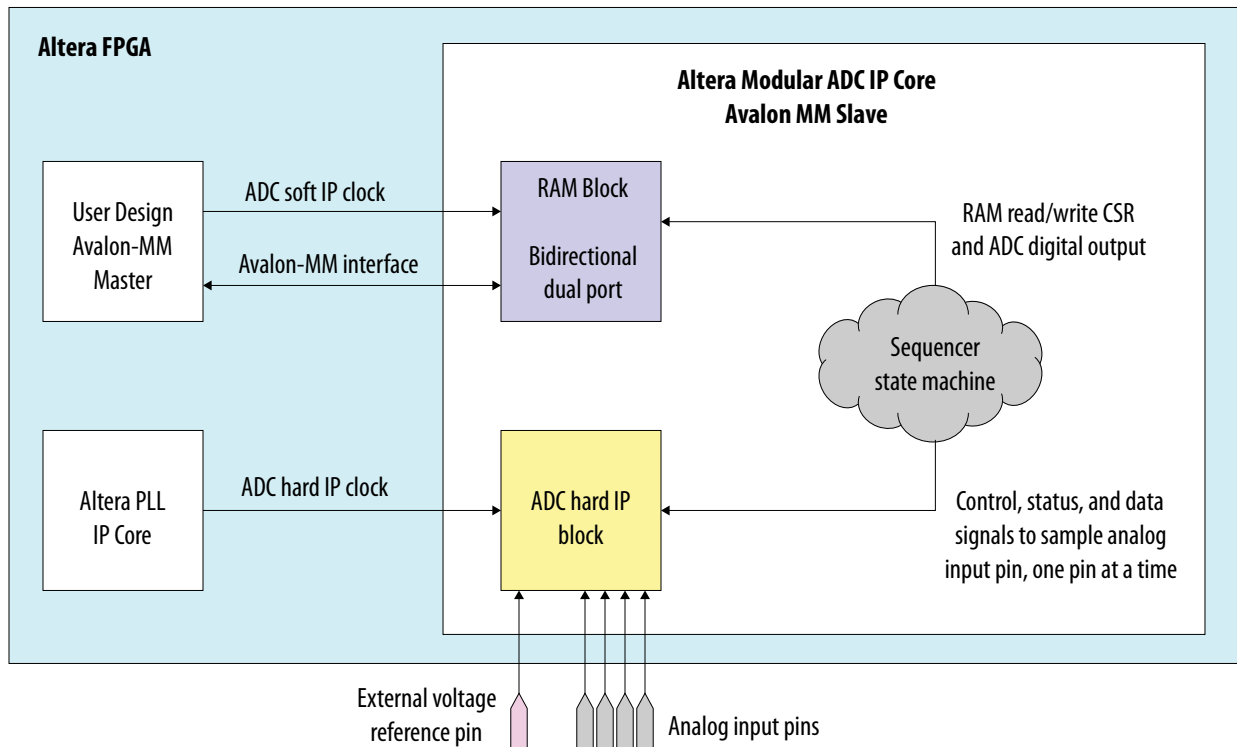 Altera FPGA
Altera Modular ADC IP Core
Avalon MM Slave
User Design
Avalon-MM
Master
ADC soft IP clock
Avalon-MM interface
RAM Block
Bidirectional
dual port
RAM read/write CSR
and ADC digital output
Sequencer
state machine
Altera PLL
IP Core
ADC hard IP clock
ADC hard IP
block
Control, status, and data
signals to sample analog
input pin, one pin at a time
External voltage
reference pin
Analog input pins